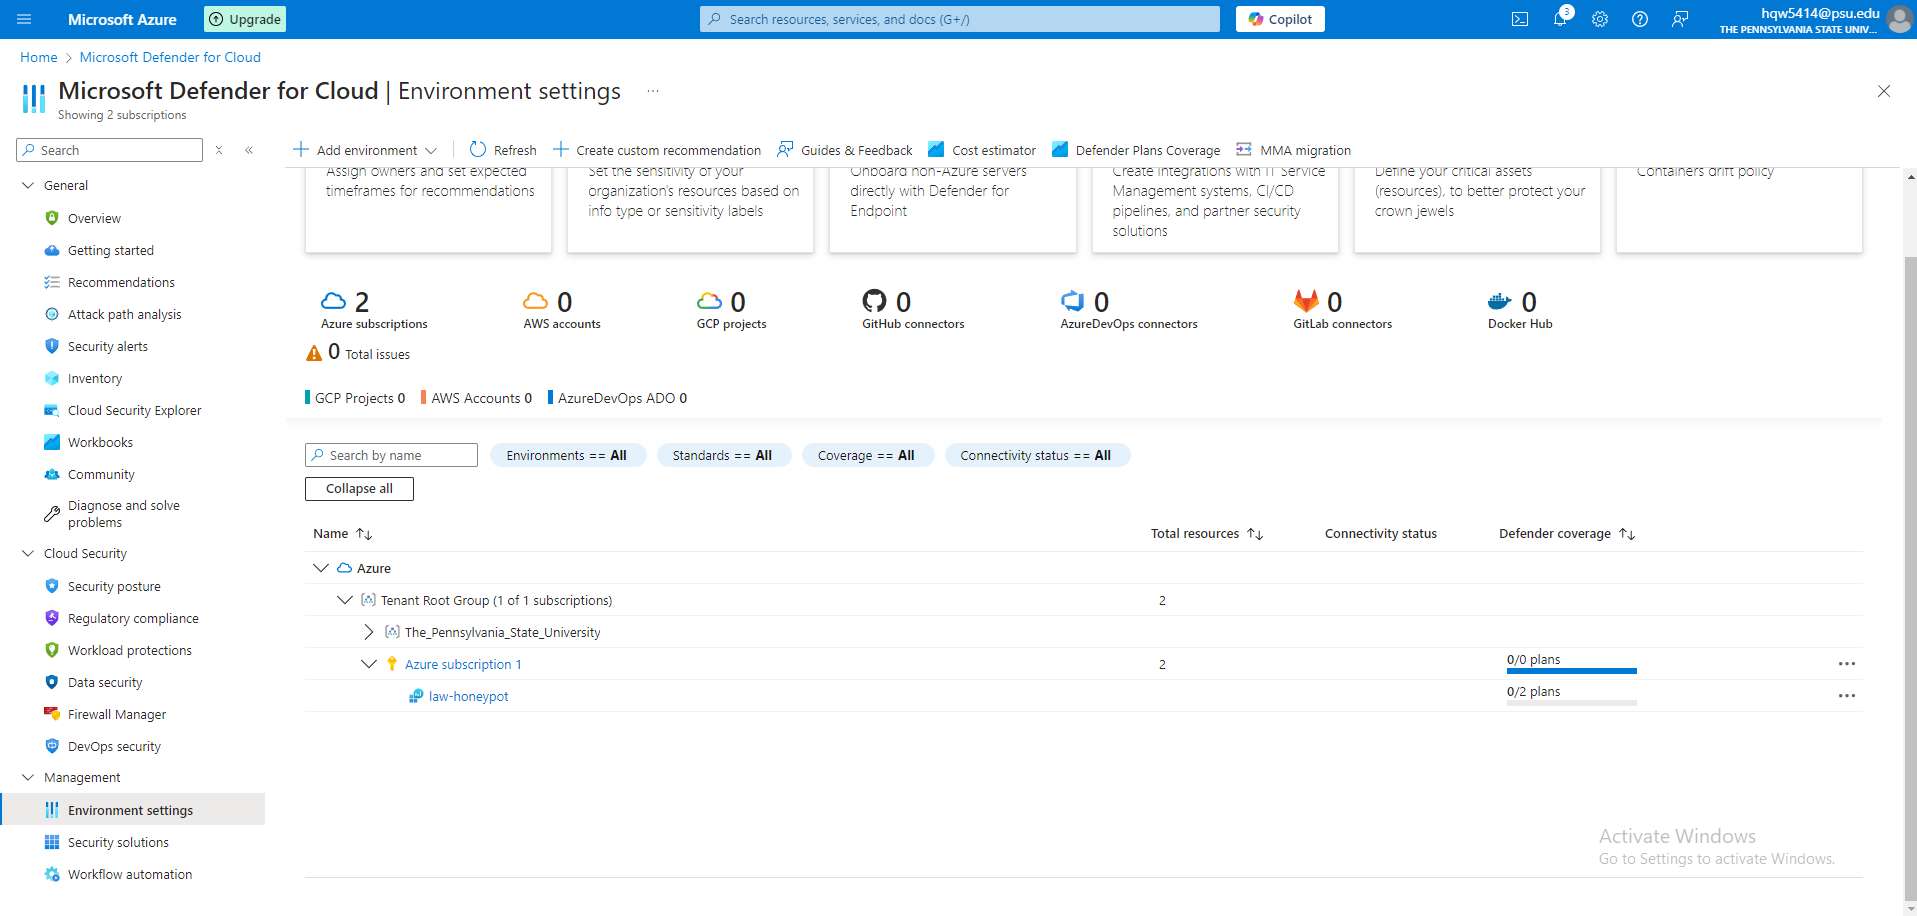 Microsoft Azure
Upgrade
Search resources, services, and docs (G+/)
Copilot
3
hqw5414@psu.edu
THE PENNSYLVANIA STATE UNIV...
Home > Microsoft Defender for Cloud
Microsoft Defender for Cloud | Environment settings ...
Showing 2 subscriptions
Search
Add environment
Refresh
Create custom recommendation
Guides & Feedback
Cost estimator
Defender Plans Coverage
MMA migration
General
Overview
Getting started
Recommendations
Attack path analysis
Security alerts
Inventory
Cloud Security Explorer
Workbooks
Community
Diagnose and solve
problems
Cloud Security
Security posture
Regulatory compliance
Workload protections
Data security
Firewall Manager
DevOps security
Management
Environment settings
Security solutions
Workflow automation
Assign owners and set expected
timeframes for recommendations
Set the sensitivity of your
organization's resources based on
info type or sensitivity labels
Onboard non-Azure servers
directly with Defender for
Endpoint
Create integrations with IT Service
Management systems, CI/CD
pipelines, and partner security
solutions
Define your critical assets
(resources), to better protect your
crown jewels
Containers drift policy
2
Azure subscriptions
0
AWS accounts
0
GCP projects
0
GitHub connectors
0
AzureDevOps connectors
0
GitLab connectors
0
Docker Hub
0 Total issues
GCP Projects 0
AWS Accounts 0
AzureDevOps ADO 0
Search by name
Environments == All
Standards == All
Coverage == All
Connectivity status == All
Collapse all
Name
Total resources
Connectivity status
Defender coverage
Azure
Tenant Root Group (1 of 1 subscriptions)
2
The_Pennsylvania_State_University
Azure subscription 1
2
0/0 plans
law-honeypot
0/2 plans
Activate Windows
Go to Settings to activate Windows.